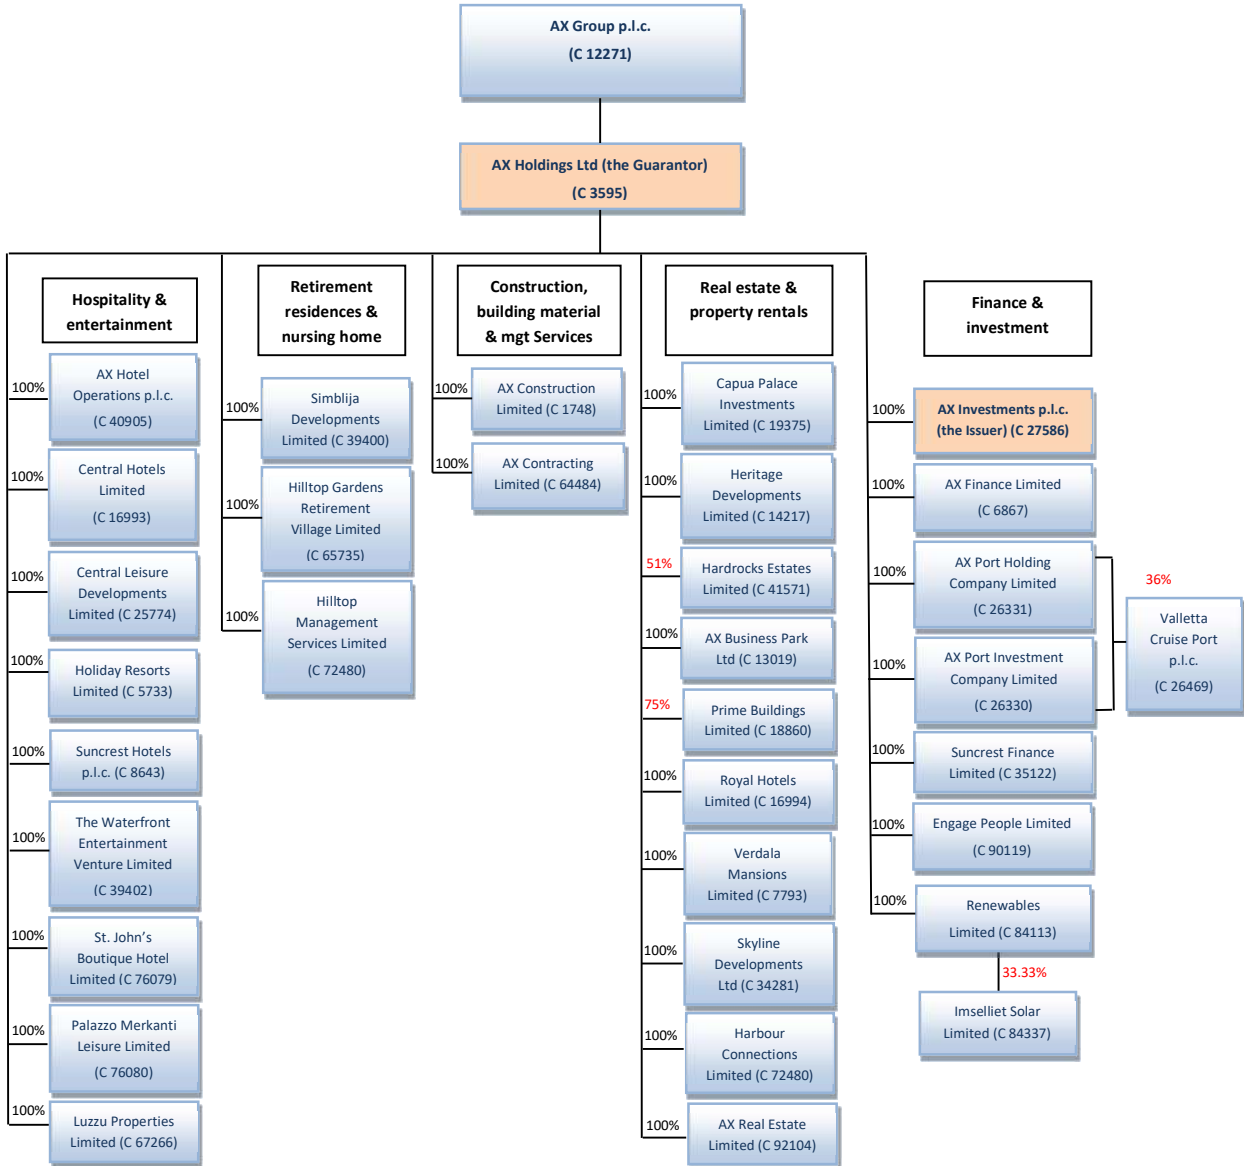 AX Group p.l.c.
(C 12271)
AX Holdings Ltd (the Guarantor)
(C 3595)
Hospitality &
entertainment
100%
AX Hotel
Operations p.l.c.
(C 40905)
100%
Central Hotels
Limited
(C 16993)
100%
Central Leisure
Developments
Limited (C 25774)
100%
Holiday Resorts
Limited (C 5733)
100%
Suncrest Hotels
p.l.c. (C 8643)
100%
The Waterfront
Entertainment
Venture Limited
(C 39402)
100%
St. John’s
Boutique Hotel
Limited (C 76079)
100%
Palazzo Merkanti
Leisure Limited
(C 76080)
100%
Luzzu Properties
Limited (C 67266)
Retirement
residences &
nursing home
100%
Simblija
Developments
Limited (C 39400)
100%
Hilltop Gardens
Retirement
Village Limited
(C 65735)
100%
Hilltop
Management
Services Limited
(C 72480)
Construction,
building material
& mgt Services
100%
AX Construction
Limited (C 1748)
100%
AX Contracting
Limited (C 64484)
Real estate &
property rentals
100%
Capua Palace
Investments
Limited (C 19375)
100%
Heritage
Developments
Limited (C 14217)
51%
Hardrocks Estates
Limited (C 41571)
100%
AX Business Park
Ltd (C 13019)
75%
Prime Buildings
Limited (C 18860)
100%
Royal Hotels
Limited (C 16994)
100%
Verdala
Mansions
Limited (C 7793)
100%
Skyline
Developments
Ltd (C 34281)
100%
Harbour
Connections
Limited (C 72480)
100%
AX Real Estate
Limited (C 92104)
Finance &
investment
100%
AX Investments p.l.c.
(the Issuer) (C 27586)
100%
AX Finance Limited
(C 6867)
100%
AX Port Holding
Company Limited
(C 26331)
100%
AX Port Investment
Company Limited
(C 26330)
36%
Valletta
Cruise Port
p.l.c.
(C 26469)
100%
Suncrest Finance
Limited (C 35122)
100%
Engage People Limited
(C 90119)
100%
Renewables
Limited (C 84113)
33.33%
Imselliet Solar
Limited (C 84337)